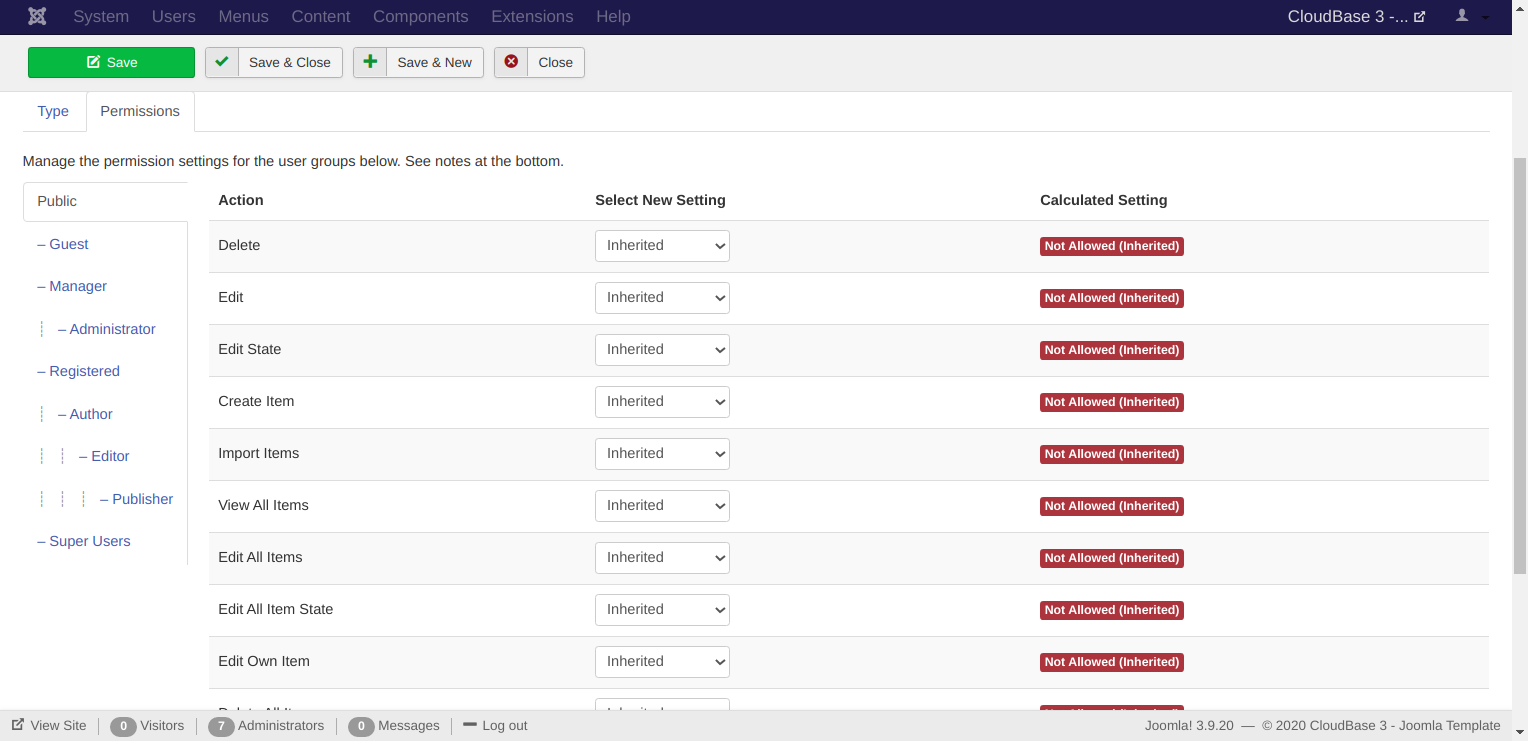 System Users Menus Content Components Extensions Help CloudBase 3 -...
Save Save & Close Save & New Close
Type Permissions
Manage the permission settings for the user groups below. See notes at the bottom.
Public
– Guest
– Manager
┊ – Administrator
– Registered
┊ – Author
┊ ┊ – Editor
┊ ┊ ┊ – Publisher
– Super Users
Action Select New Setting Calculated Setting
Delete Inherited Not Allowed (Inherited)
Edit Inherited Not Allowed (Inherited)
Edit State Inherited Not Allowed (Inherited)
Create Item Inherited Not Allowed (Inherited)
Import Items Inherited Not Allowed (Inherited)
View All Items Inherited Not Allowed (Inherited)
Edit All Items Inherited Not Allowed (Inherited)
Edit All Item State Inherited Not Allowed (Inherited)
Edit Own Item Inherited Not Allowed (Inherited)
View Site 0 Visitors 7 Administrators 0 Messages Log out Joomla! 3.9.20 — © 2020 CloudBase 3 - Joomla Template